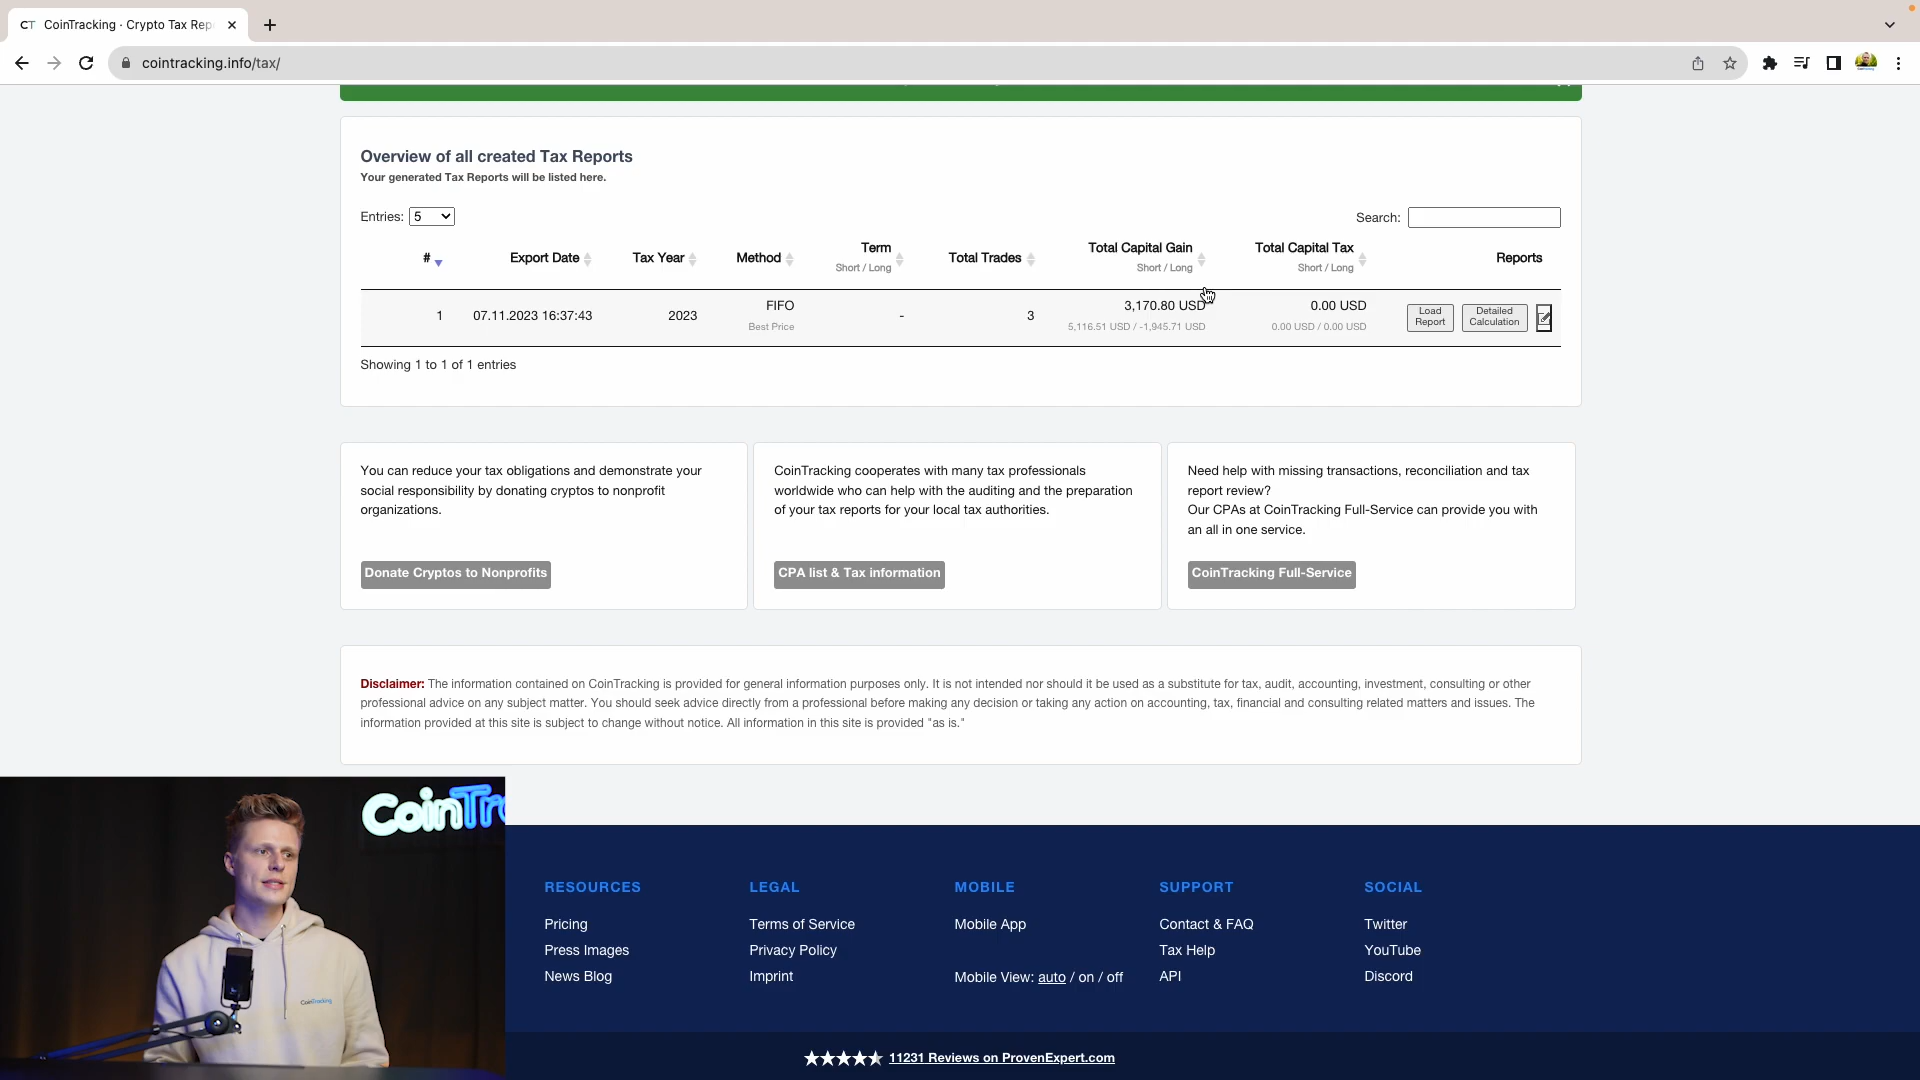 CT CoinTracking · Crypto Tax Rep
cointracking.info/tax/
Overview of all created Tax Reports
Your generated Tax Reports will be listed here.
Entries: 5
Search:
# Export Date Tax Year Method Term Short / Long Total Trades Total Capital Gain Short / Long Total Capital Tax Short / Long Reports
1 07.11.2023 16:37:43 2023 FIFO Best Price - 3 3,170.80 USD 5,116.51 USD / -1,945.71 USD 0.00 USD 0.00 USD / 0.00 USD Load Report Detailed Calculation
Showing 1 to 1 of 1 entries
You can reduce your tax obligations and demonstrate your
social responsibility by donating cryptos to nonprofit
organizations.
Donate Cryptos to Nonprofits
CoinTracking cooperates with many tax professionals
worldwide who can help with the auditing and the preparation
of your tax reports for your local tax authorities.
CPA list & Tax information
Need help with missing transactions, reconciliation and tax
report review?
Our CPAs at CoinTracking Full-Service can provide you with
an all in one service.
CoinTracking Full-Service
Disclaimer: The information contained on CoinTracking is provided for general information purposes only. It is not intended nor should it be used as a substitute for tax, audit, accounting, investment, consulting or other
professional advice on any subject matter. You should seek advice directly from a professional before making any decision or taking any action on accounting, tax, financial and consulting related matters and issues. The
information provided at this site is subject to change without notice. All information in this site is provided "as is."
CoinTr
CoinTracking
RESOURCES
Pricing
Press Images
News Blog
LEGAL
Terms of Service
Privacy Policy
Imprint
MOBILE
Mobile App
Mobile View: auto / on / off
SUPPORT
Contact & FAQ
Tax Help
API
SOCIAL
Twitter
YouTube
Discord
11231 Reviews on ProvenExpert.com